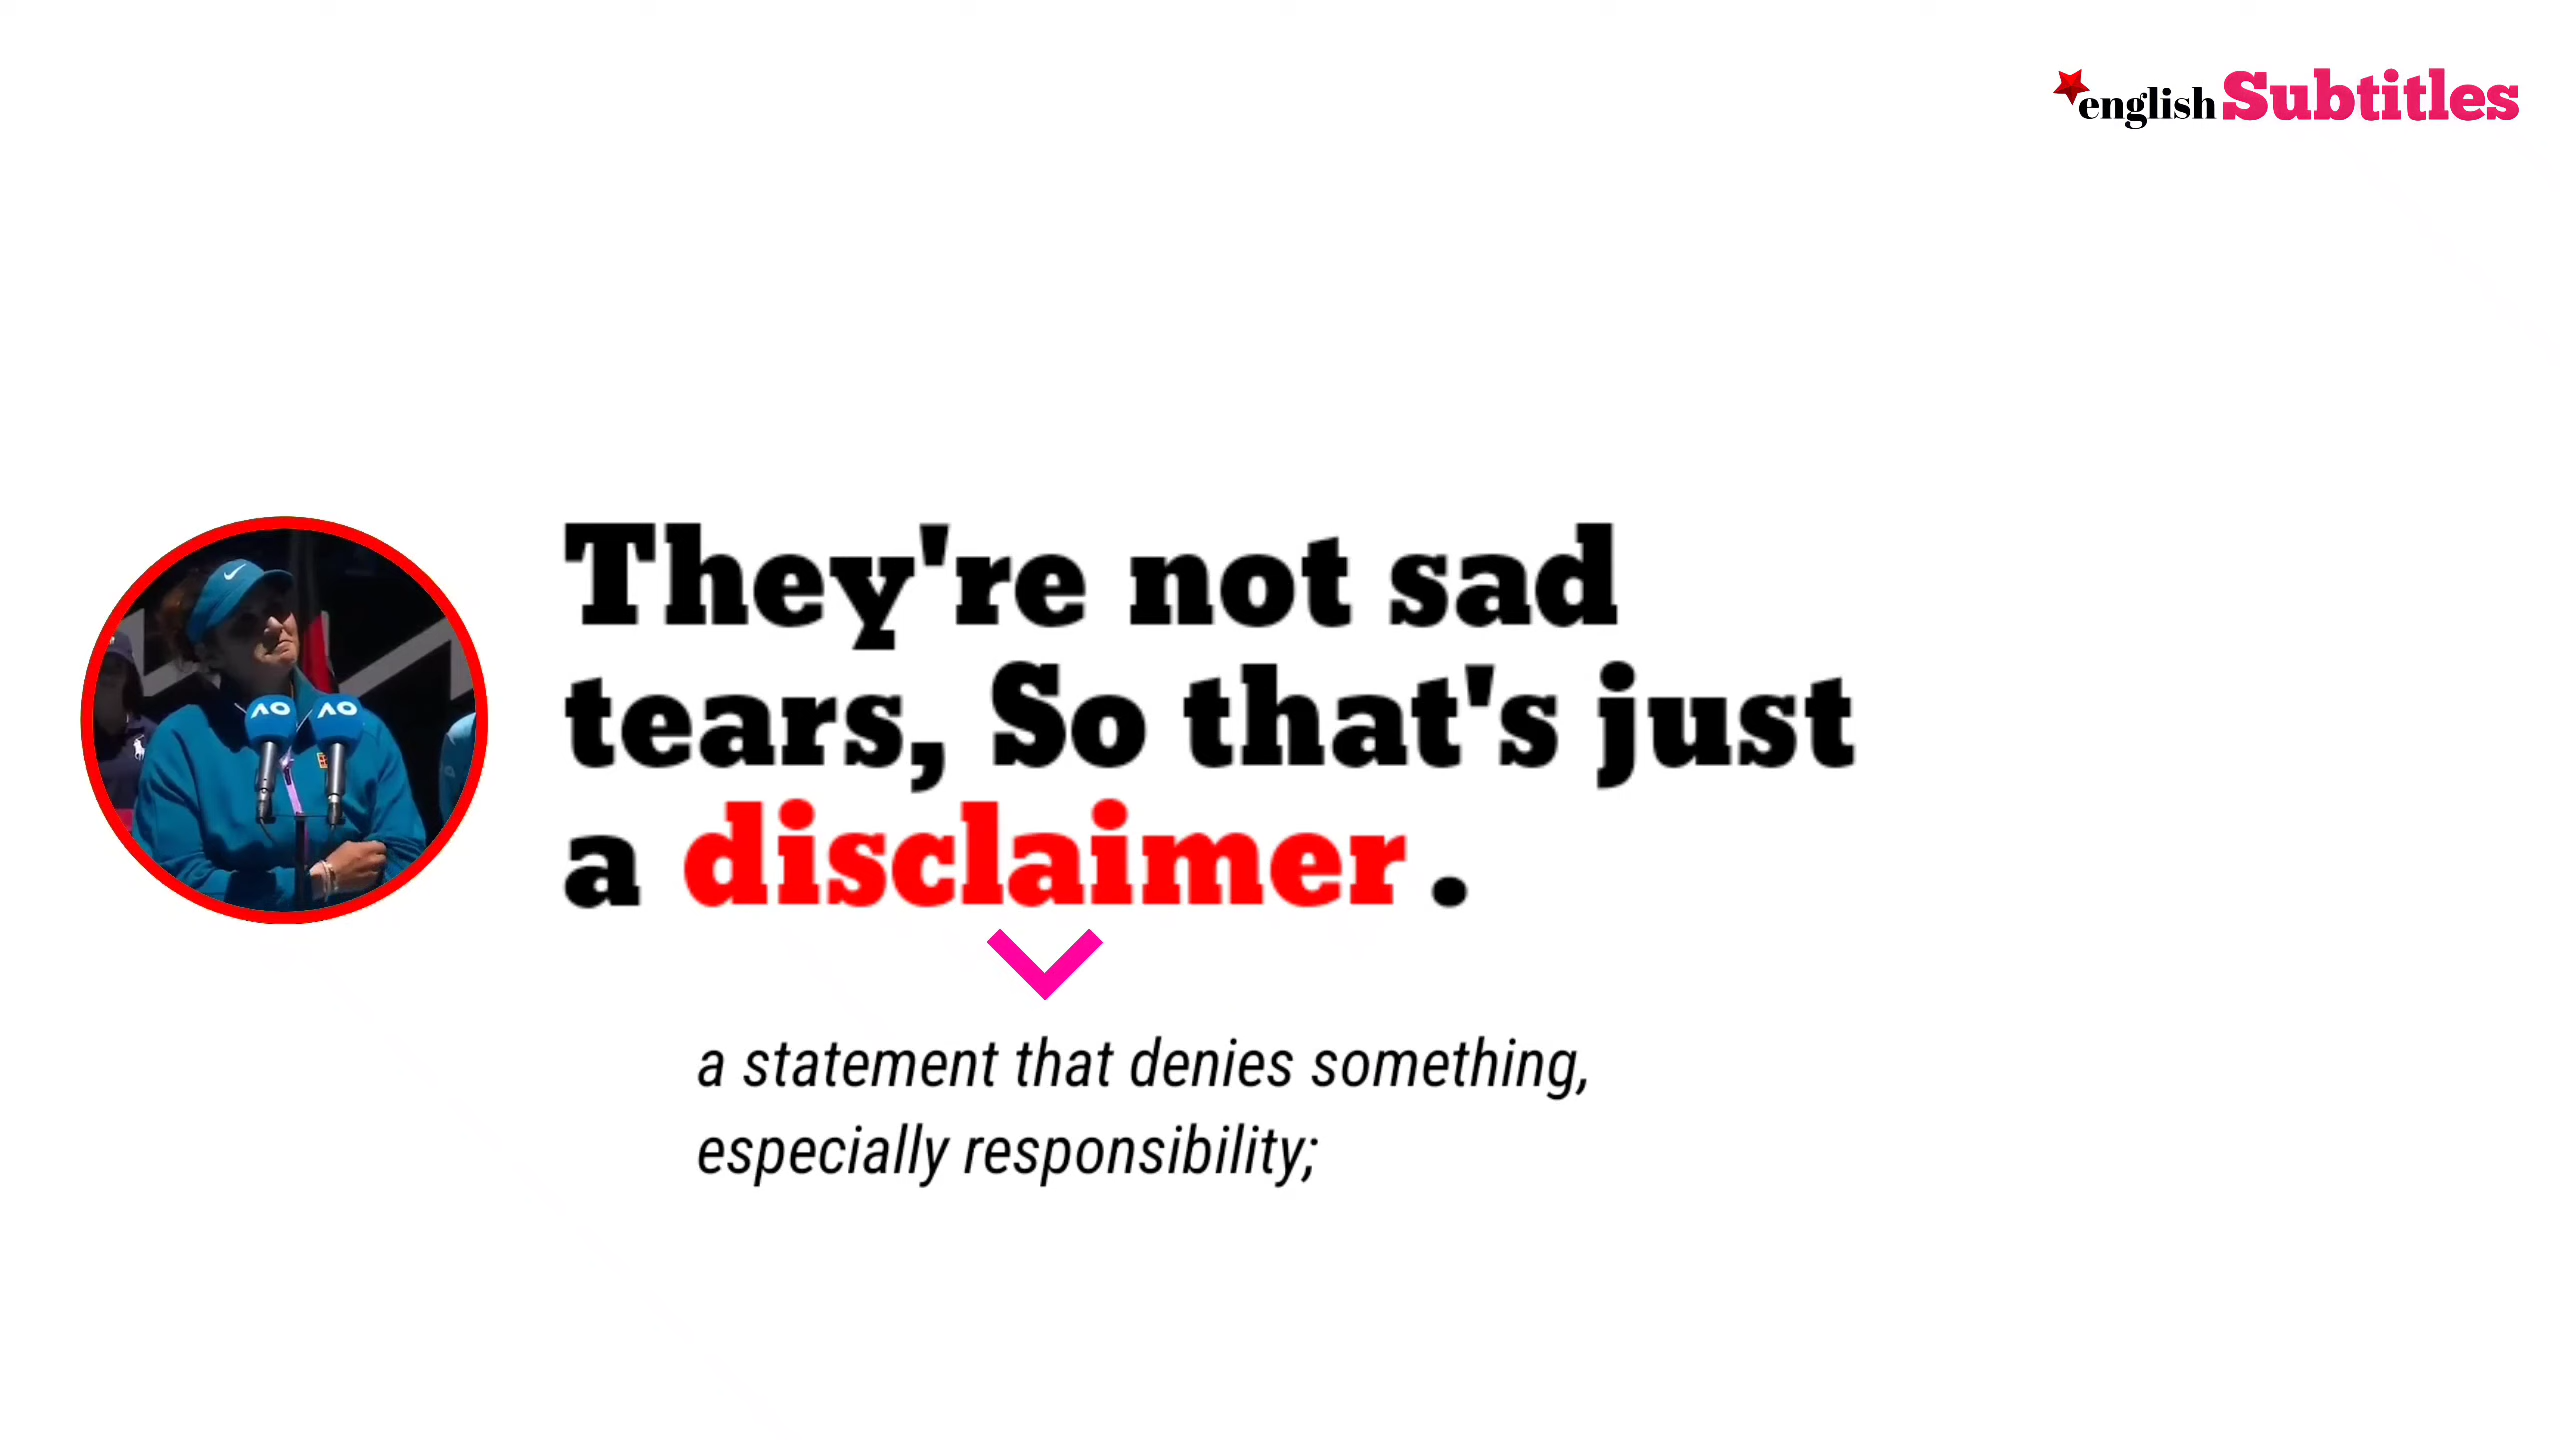 english Subtitles
They're not sad
tears, So that's just
a disclaimer.
a statement that denies something,
especially responsibility;
AO AO